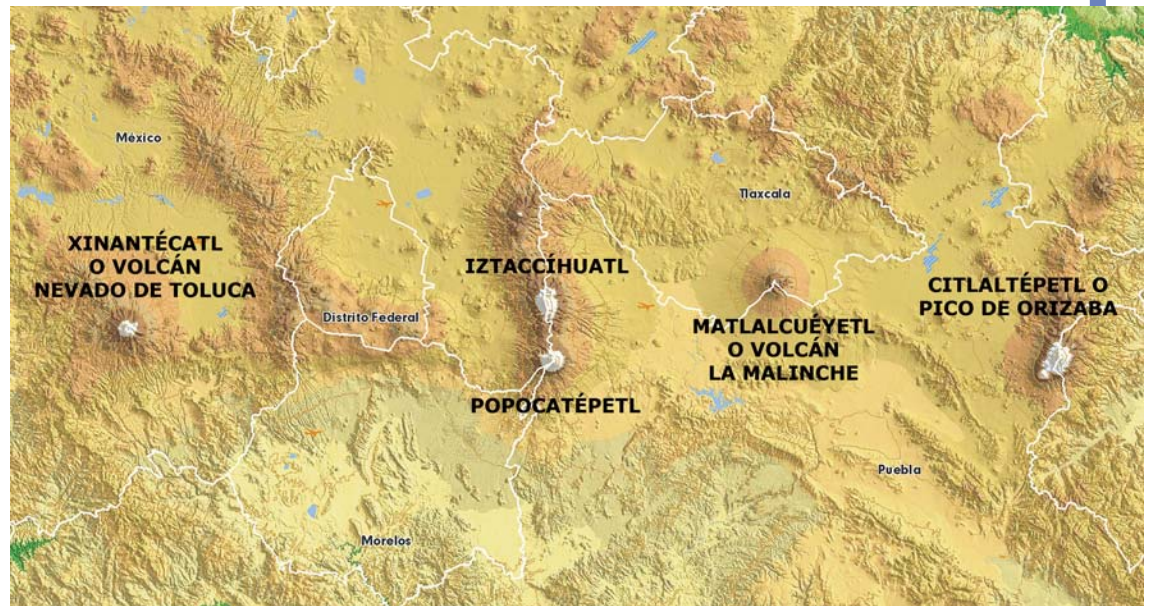 México
Tlaxcala
XINANTÉCATL
O VOLCÁN
NEVADO DE TOLUCA
IZTACCÍHUATL
CITLALTÉPETL O
PICO DE ORIZABA
Distrito Federal
MATLALCUÉYETL
O VOLCÁN
LA MALINCHE
POPOCATÉPETL
Puebla
Morelos